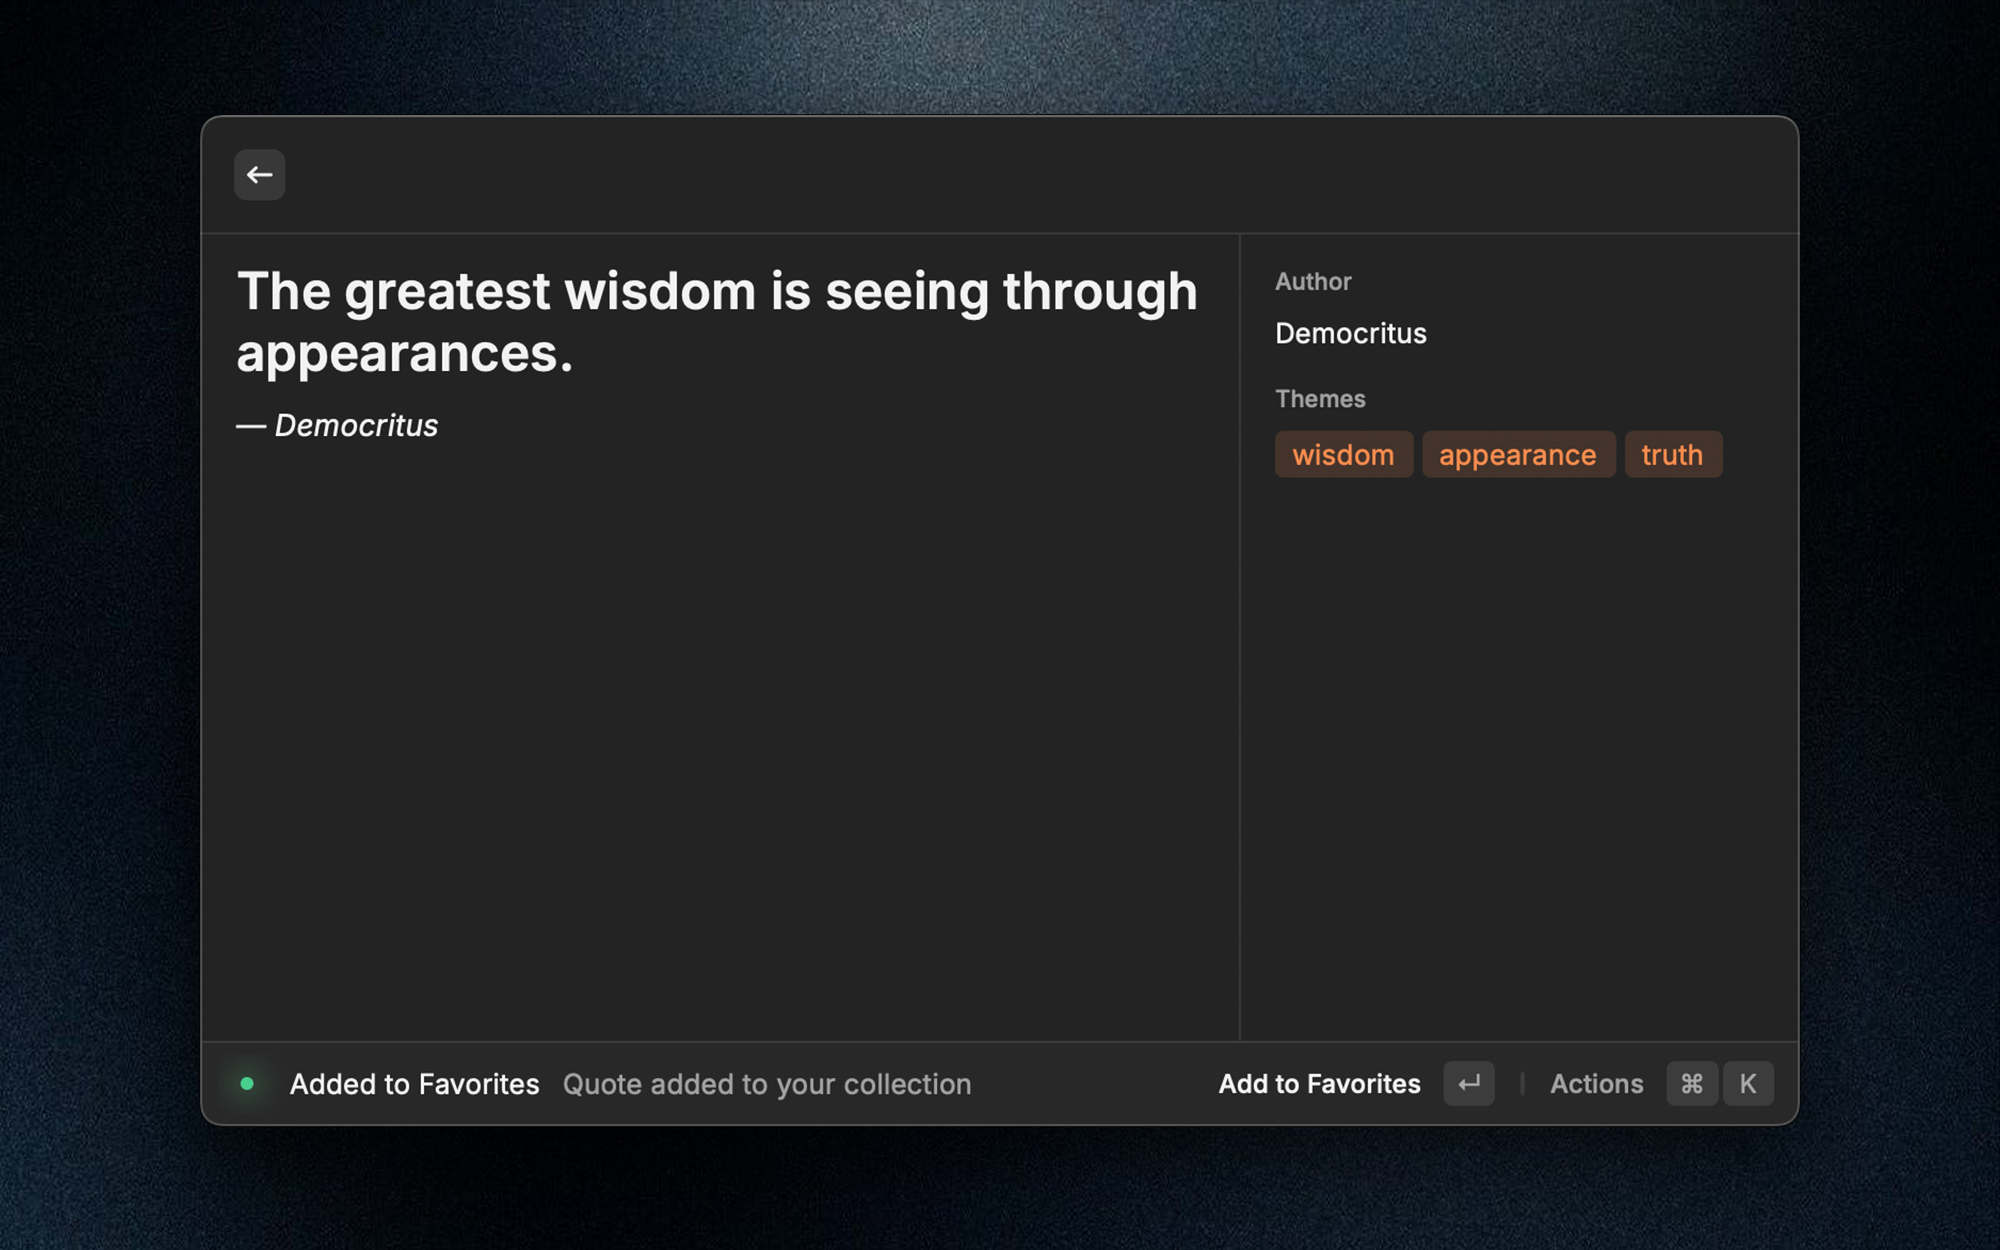 The greatest wisdom is seeing through
appearances.
— Democritus
Author
Democritus
Themes
wisdom appearance truth
Added to Favorites Quote added to your collection Add to Favorites ↵ Actions ⌘ K